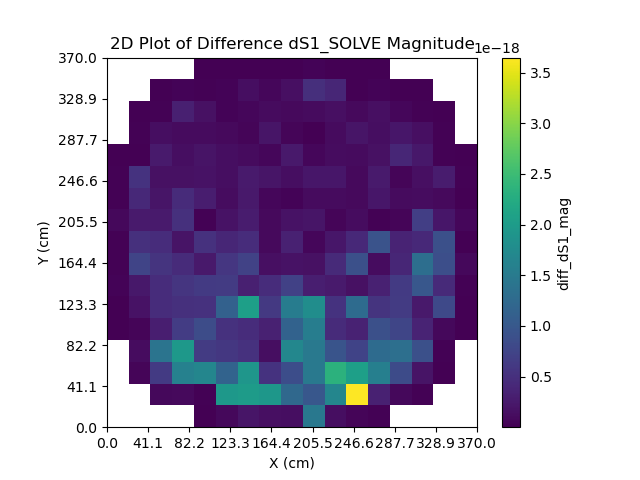 2D Plot of Difference dS1_SOLVE Magnitude
1e−18
370.0
328.9
287.7
246.6
205.5
164.4
123.3
82.2
41.1
0.0
Y (cm)
0.0 41.1 82.2 123.3 164.4 205.5 246.6 287.7 328.9 370.0
X (cm)
3.5
3.0
2.5
2.0
1.5
1.0
0.5
diff_dS1_mag